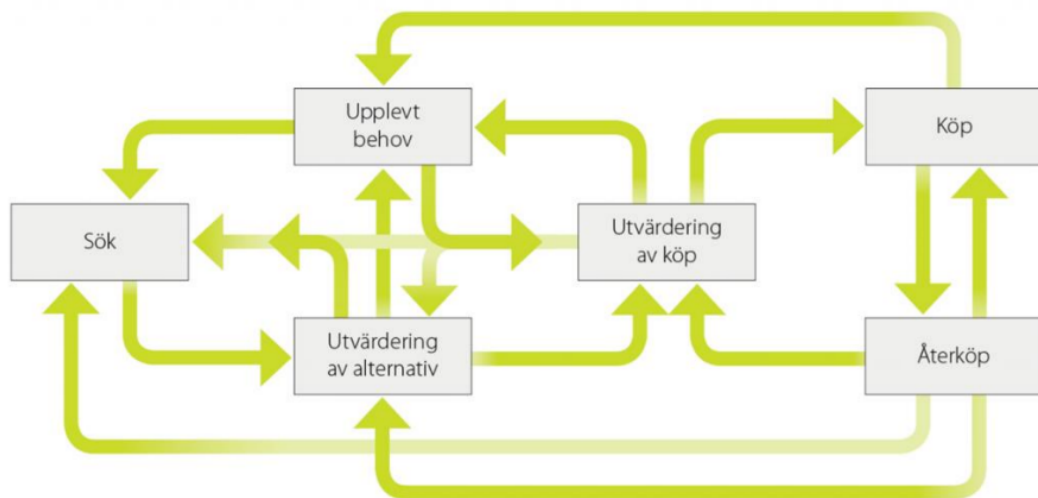 Upplevt
behov
Köp
Sök
Utvärdering
av köp
Utvärdering
av alternativ
Återköp